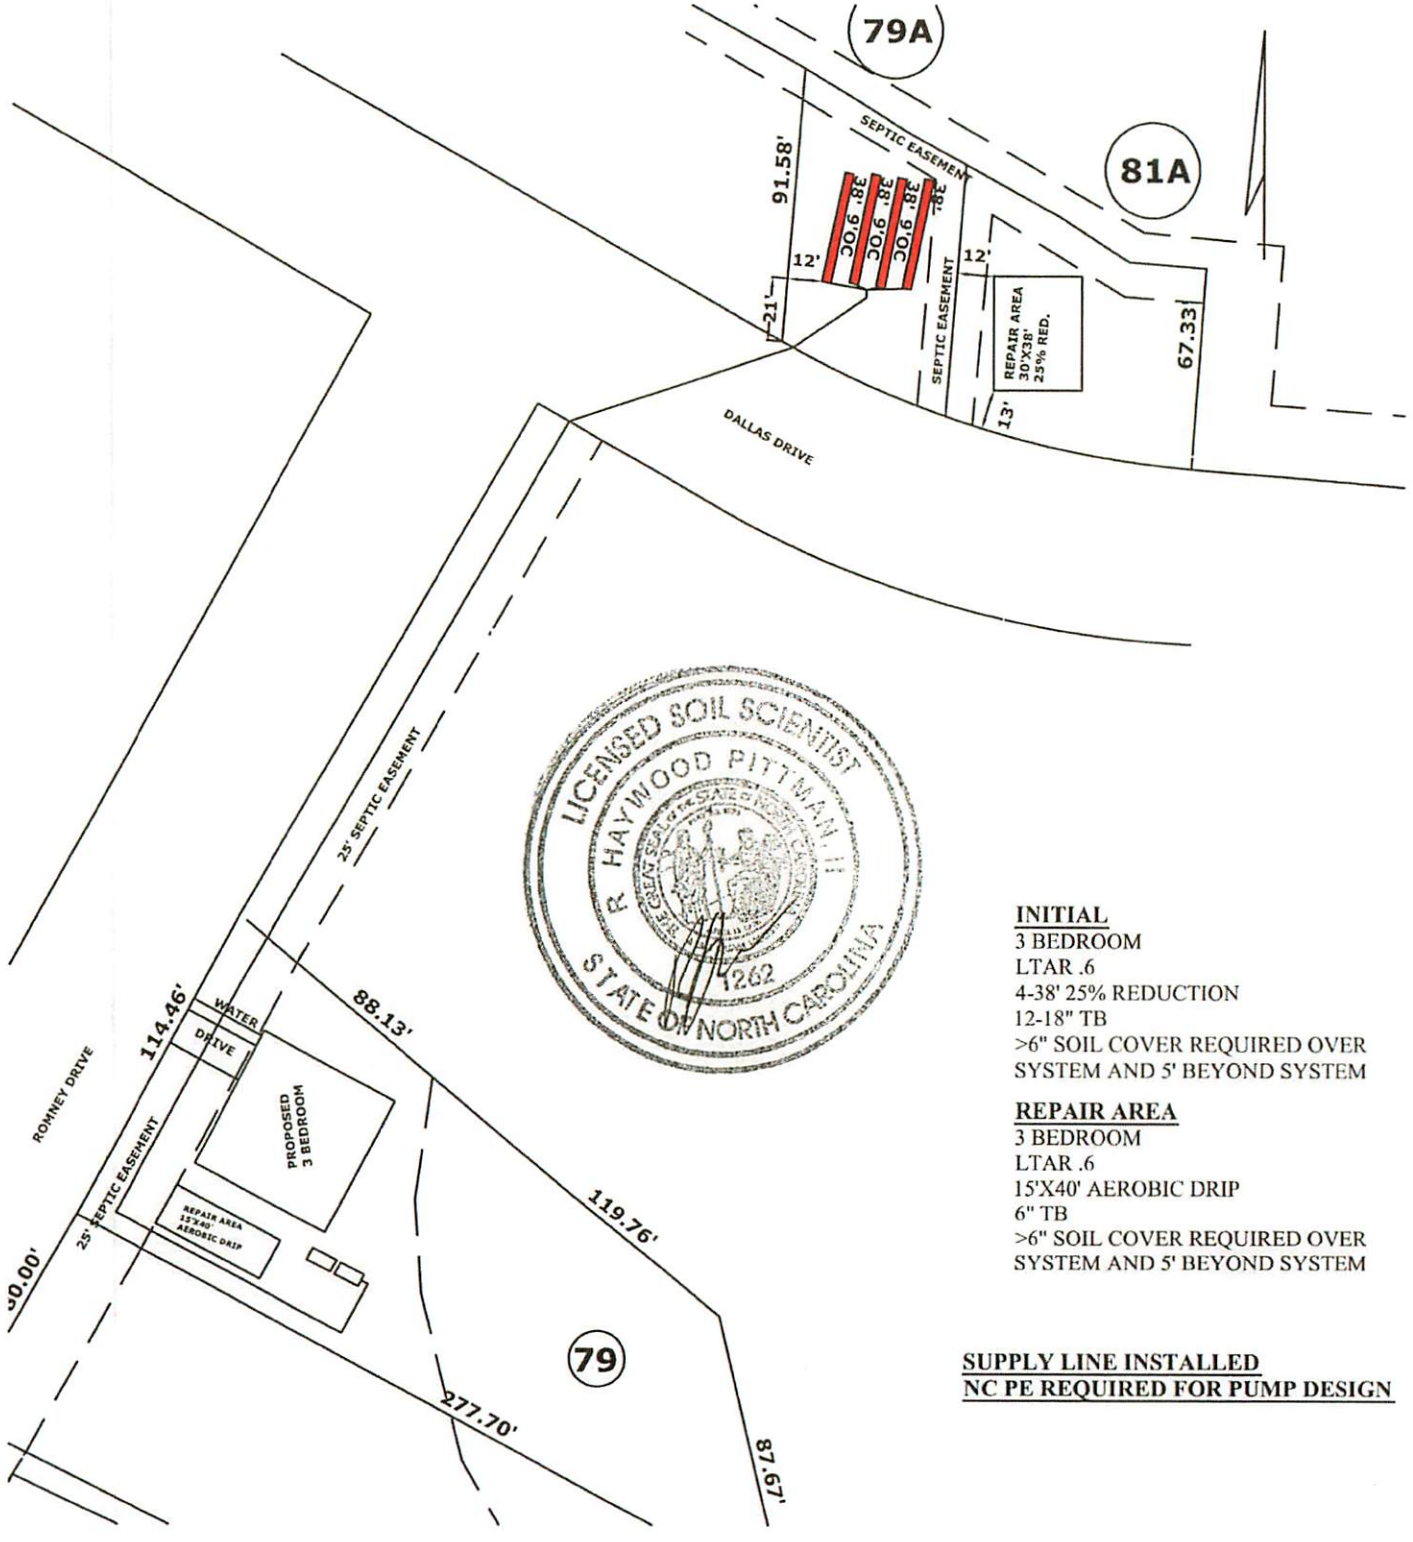 79A
81A
SEPTIC EASEMENT
91.58'
38'
38'
38'
38'
9'OC
9'OC
9'OC
12'
12'
21'
SEPTIC EASEMENT
REPAIR AREA
30'X38'
25% RED.
67.33'
13'
DALLAS DRIVE
25' SEPTIC EASEMENT
LICENSED SOIL SCIENTIST
R HAYWOOD PITTMAN, II
1262
STATE OF NORTH CAROLINA
INITIAL
3 BEDROOM
LTAR .6
4-38' 25% REDUCTION
12-18" TB
>6" SOIL COVER REQUIRED OVER
SYSTEM AND 5' BEYOND SYSTEM
REPAIR AREA
3 BEDROOM
LTAR .6
15'X40' AEROBIC DRIP
6" TB
>6" SOIL COVER REQUIRED OVER
SYSTEM AND 5' BEYOND SYSTEM
SUPPLY LINE INSTALLED
NC PE REQUIRED FOR PUMP DESIGN
88.13'
114.46'
WATER
DRIVE
ROMNEY DRIVE
PROPOSED
3 BEDROOM
25' SEPTIC EASEMENT
REPAIR AREA
15'X40'
AEROBIC DRIP
119.76'
0.00'
79
277.70'
87.67'